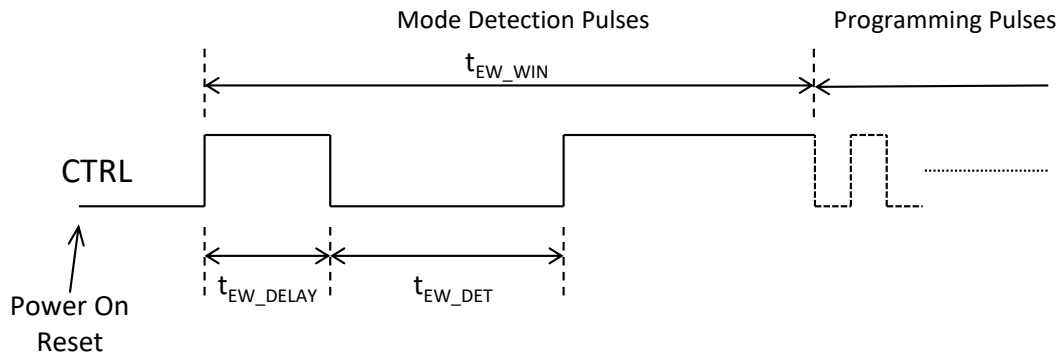 Mode Detection Pulses
Programming Pulses
tEW_WIN
CTRL
tEW_DELAY
tEW_DET
Power On
Reset